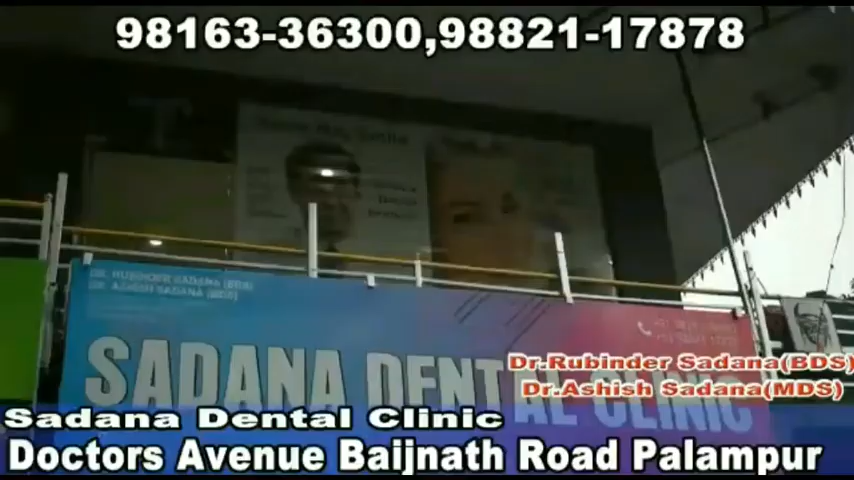 98163-36300,98821-17878
DR. RUBINDER SADANA (BDS)
DR. ASHISH SADANA (MDS)
SADANA DENTAL CLINIC
Dr.Rubinder Sadana(BDS)
Dr.Ashish Sadana(MDS)
Sadana Dental Clinic
Doctors Avenue Baijnath Road Palampur